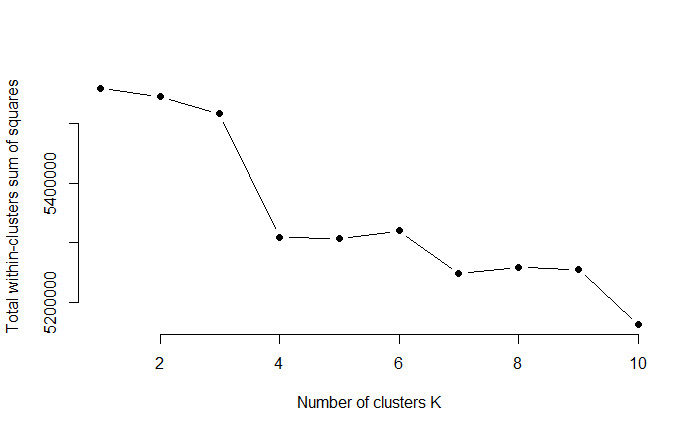 Total within-clusters sum of squares
5400000
5200000
2 4 6 8 10
Number of clusters K